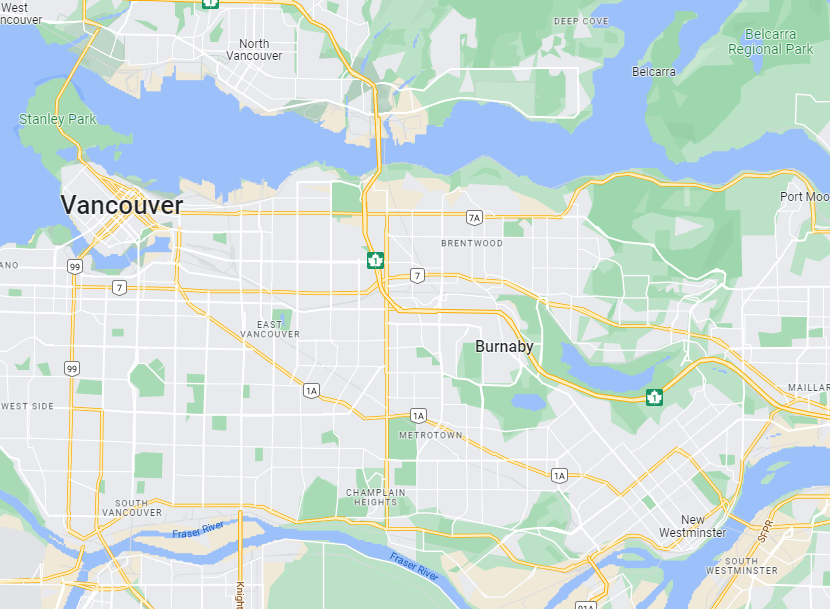 1
West
ncouver
DEEP COVE
North
Vancouver
Belcarra
Regional Park
Belcarra
Stanley Park
Vancouver
Port Moo
7A
BRENTWOOD
ANO
99
1
7
7
EAST
VANCOUVER
Burnaby
99
1A
1
MAILLAR
WEST SIDE
1A
METROTOWN
1A
CHAMPLAIN
HEIGHTS
SOUTH
VANCOUVER
Fraser River
New
Westminster
SFPR
Fraser River
SOUTH
WESTMINSTER
Knight
91A